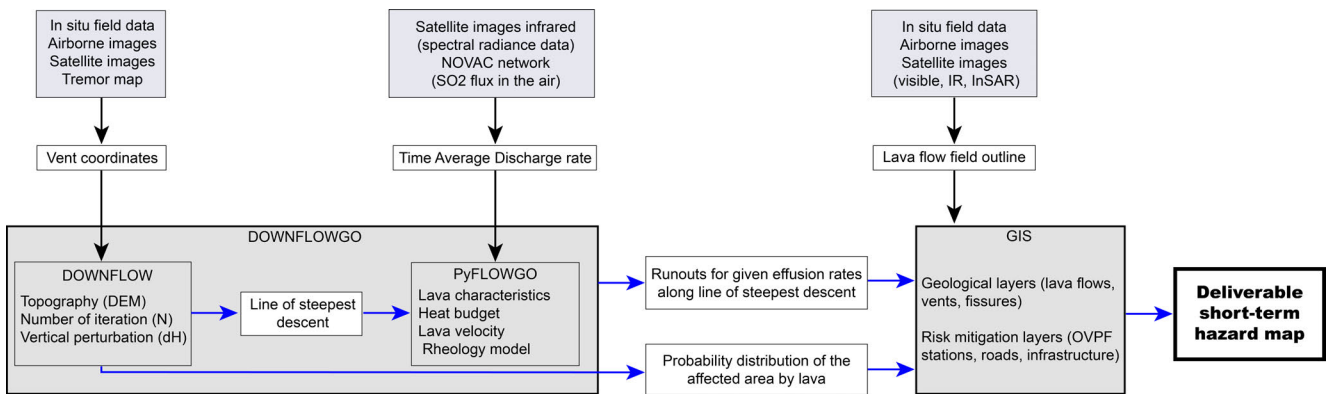 In situ field data
Airborne images
Satellite images
Tremor map
Satellite images infrared
(spectral radiance data)
NOVAC network
(SO2 flux in the air)
In situ field data
Airborne images
Satellite images
(visible, IR, InSAR)
Vent coordinates
Time Average Discharge rate
Lava flow field outline
DOWNFLOWGO
DOWNFLOW
Topography (DEM)
Number of iteration (N)
Vertical perturbation (dH)
Line of steepest
descent
PyFLOWGO
Lava characteristics
Heat budget
Lava velocity
Rheology model
Runouts for given effusion rates
along line of steepest descent
Probability distribution of the
affected area by lava
GIS
Geological layers (lava flows,
vents, fissures)
Risk mitigation layers (OVPF
stations, roads, infrastructure)
Deliverable
short-term
hazard map